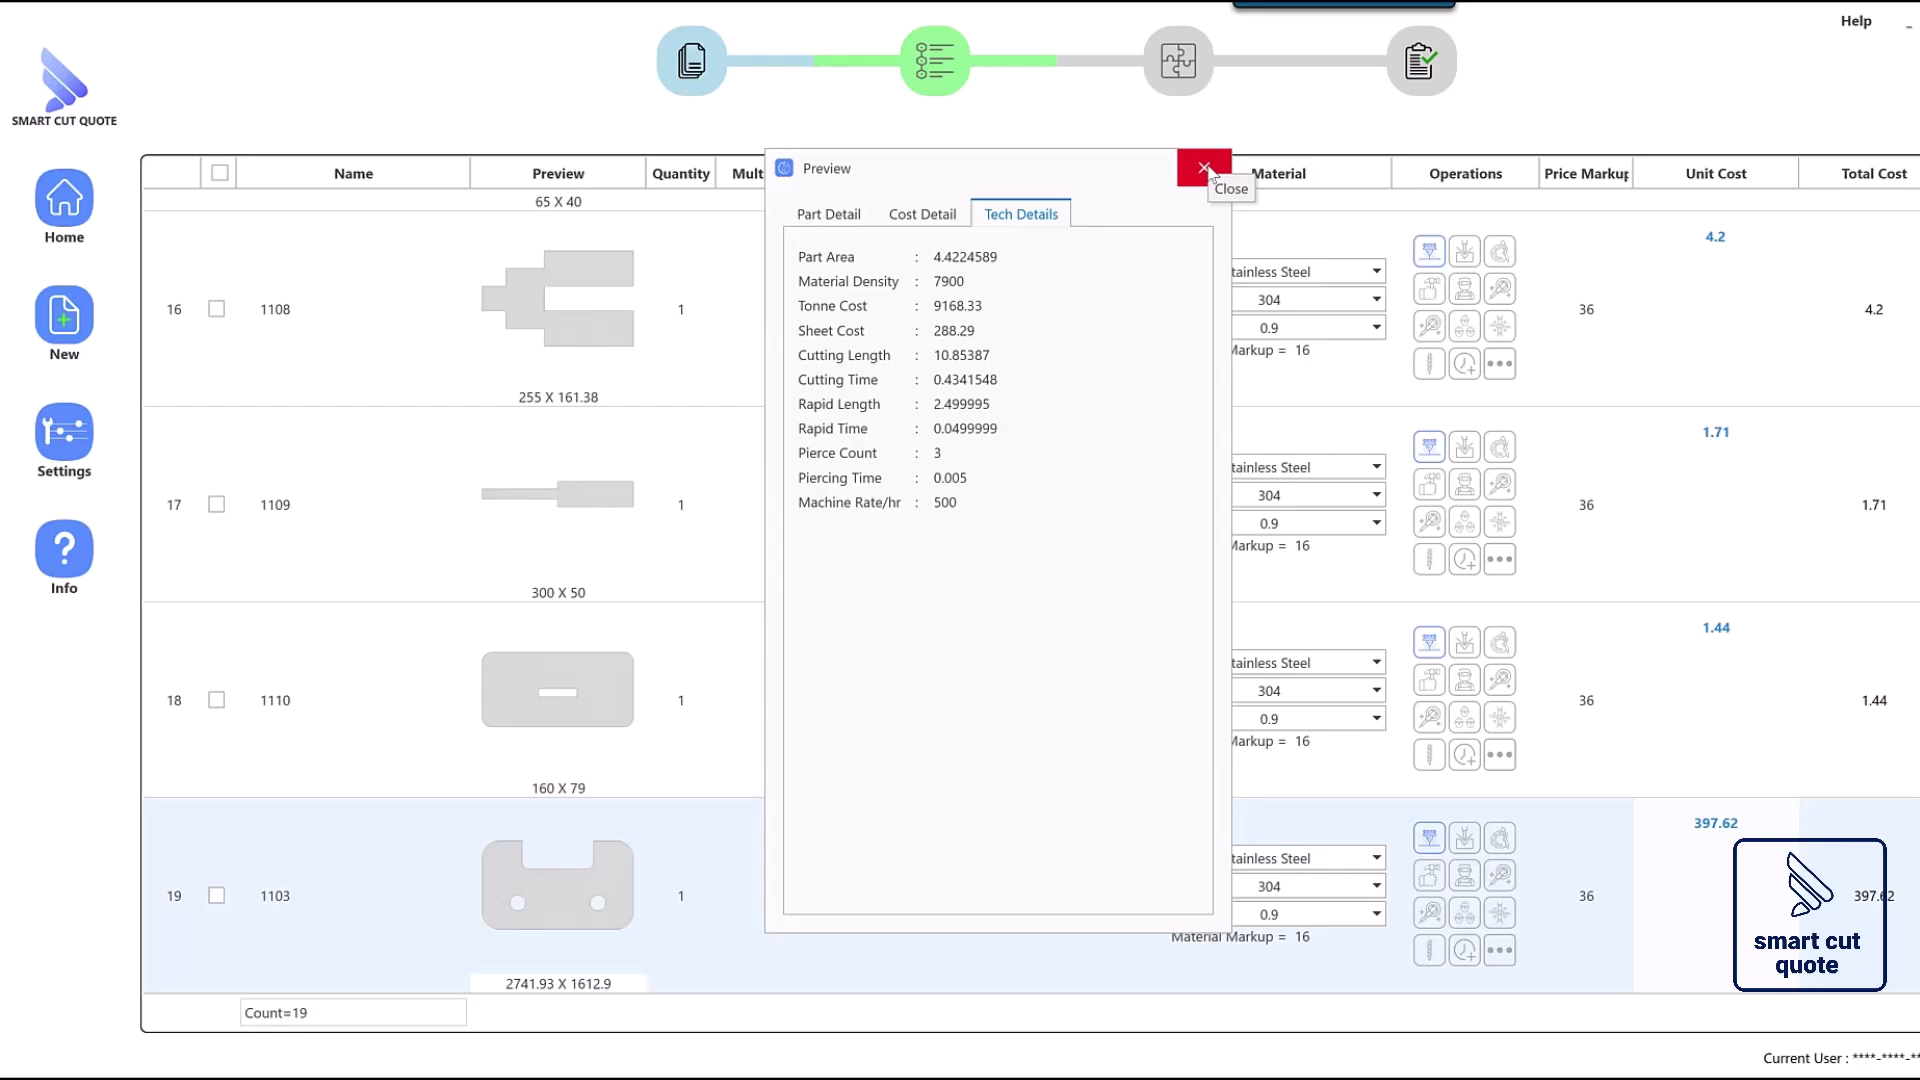 Help
SMART CUT QUOTE
Home
New
Settings
Info
Name Preview Quantity Mult Material Operations Price Markup Unit Cost Total Cost
65 X 40
16 1108 1 36 4.2 4.2
tainless Steel
304
0.9
Markup = 16
255 X 161.38
17 1109 1 36 1.71 1.71
tainless Steel
304
0.9
Markup = 16
300 X 50
18 1110 1 36 1.44 1.44
tainless Steel
304
0.9
Markup = 16
160 X 79
19 1103 1 36 397.62 397.62
tainless Steel
304
0.9
Material Markup = 16
2741.93 X 1612.9
Count=19
Preview
Close
Part Detail Cost Detail Tech Details
Part Area : 4.4224589
Material Density : 7900
Tonne Cost : 9168.33
Sheet Cost : 288.29
Cutting Length : 10.85387
Cutting Time : 0.4341548
Rapid Length : 2.499995
Rapid Time : 0.0499999
Pierce Count : 3
Piercing Time : 0.005
Machine Rate/hr : 500
smart cut
quote
Current User : ****-****-**